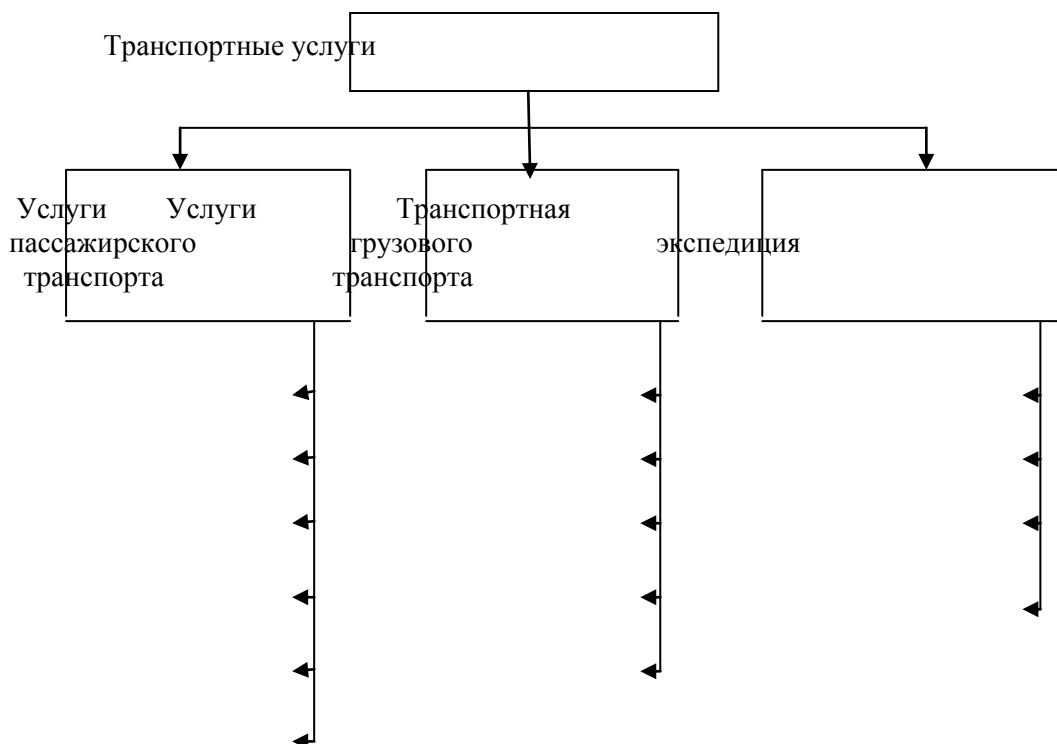 Транспортные услуги
Услуги Услуги Транспортная
пассажирского грузового экспедиция
транспорта транспорта